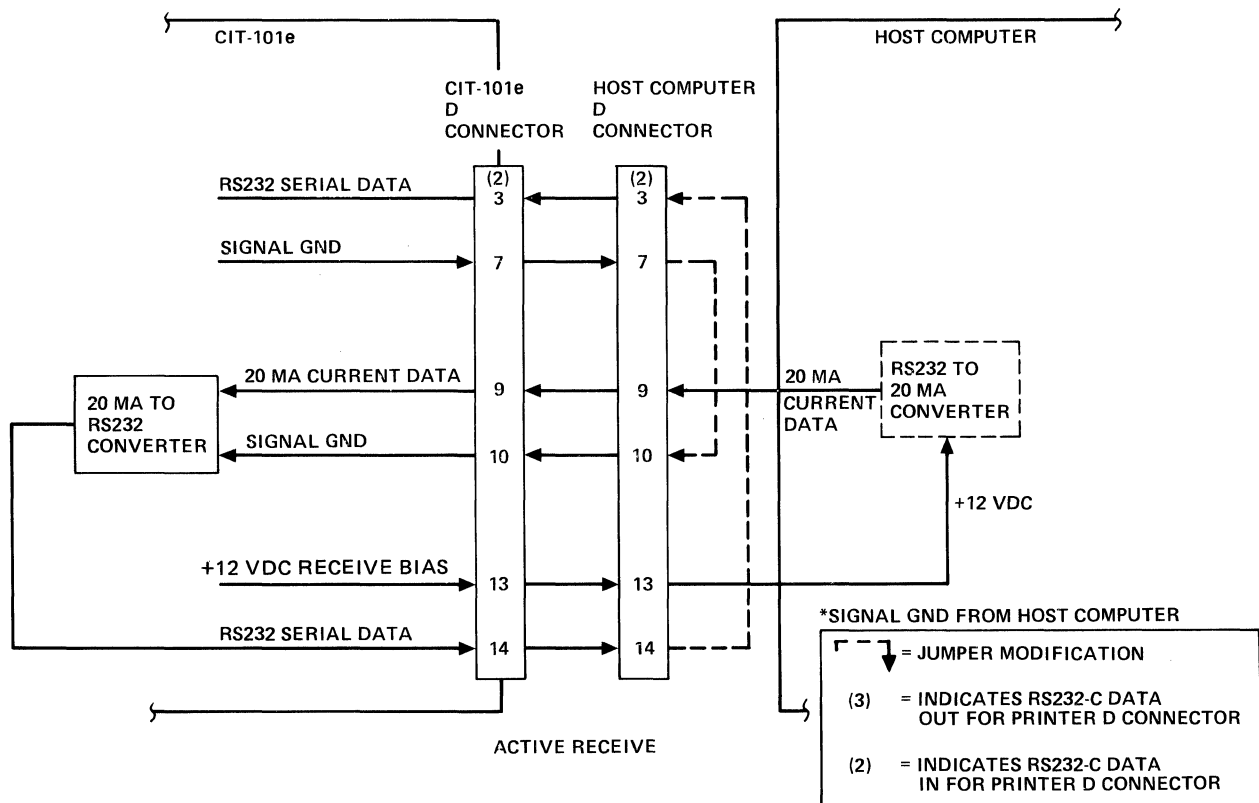 CIT-101e
HOST COMPUTER
CIT-101e
D
CONNECTOR
HOST COMPUTER
D
CONNECTOR
RS232 SERIAL DATA
(2)
3
(2)
3
SIGNAL GND
7
7
20 MA TO
RS232
CONVERTER
20 MA CURRENT DATA
9
9
20 MA
CURRENT
DATA
RS232 TO
20 MA
CONVERTER
SIGNAL GND
10
10
+12 VDC
+12 VDC RECEIVE BIAS
13
13
RS232 SERIAL DATA
14
14
*SIGNAL GND FROM HOST COMPUTER
= JUMPER MODIFICATION
(3) = INDICATES RS232-C DATA
OUT FOR PRINTER D CONNECTOR
(2) = INDICATES RS232-C DATA
IN FOR PRINTER D CONNECTOR
ACTIVE RECEIVE